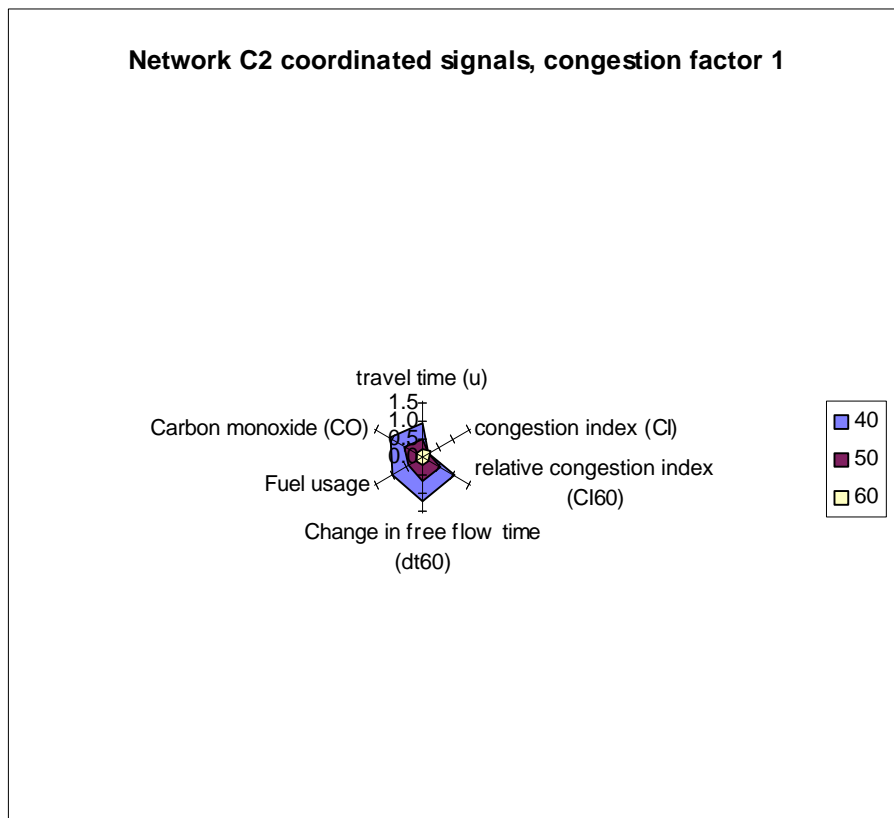 Network C2 coordinated signals, congestion factor 1
travel time (u)
1.5
1.0
0.5
0.0
Carbon monoxide (CO)
congestion index (CI)
Fuel usage
relative congestion index
(CI60)
Change in free flow time
(dt60)
40
50
60